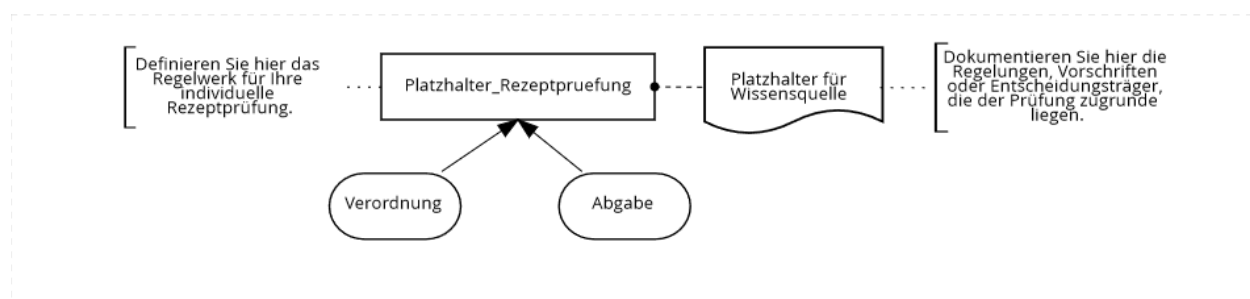 Definieren Sie hier das
Regelwerk für Ihre
individuelle
Rezeptprüfung.
Platzhalter_Rezeptpruefung
Platzhalter für
Wissensquelle
Dokumentieren Sie hier die
Regelungen, Vorschriften
oder Entscheidungsträger,
die der Prüfung zugrunde
liegen.
Verordnung
Abgabe